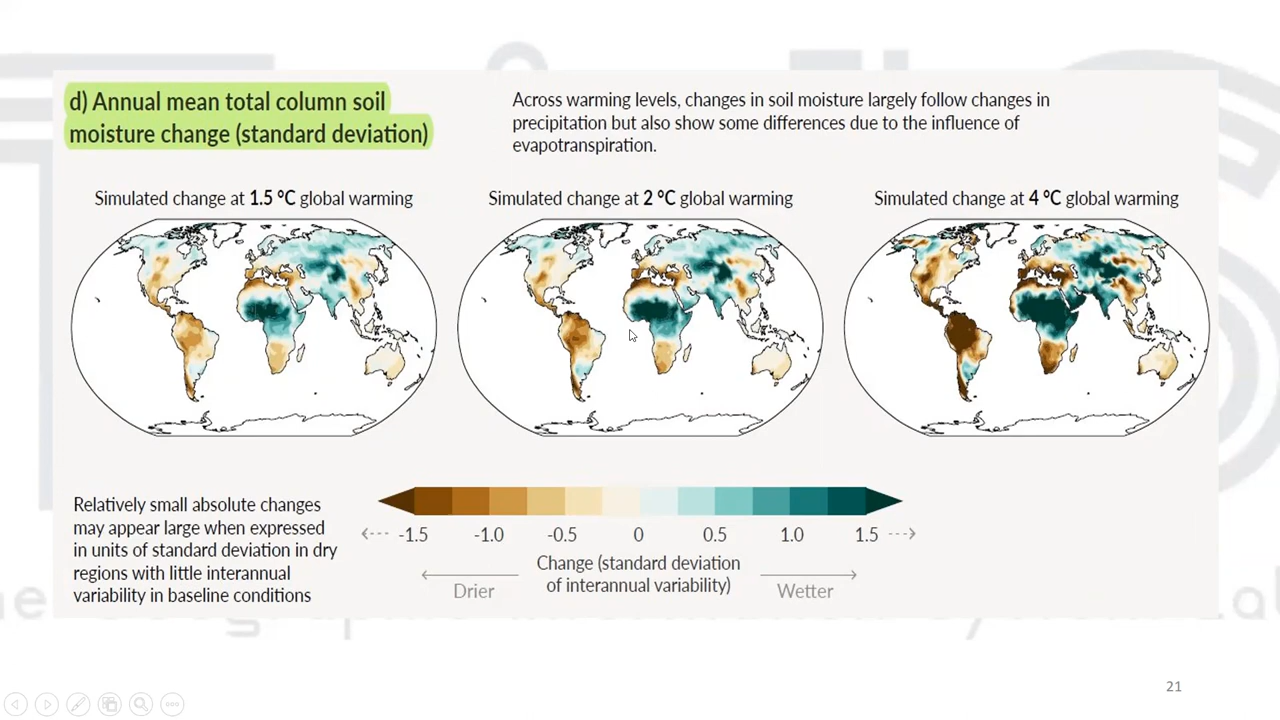 d) Annual mean total column soil
moisture change (standard deviation)
Across warming levels, changes in soil moisture largely follow changes in
precipitation but also show some differences due to the influence of
evapotranspiration.
Simulated change at 1.5 °C global warming
Simulated change at 2 °C global warming
Simulated change at 4 °C global warming
Relatively small absolute changes
may appear large when expressed
in units of standard deviation in dry
regions with little interannual
variability in baseline conditions
-1.5 -1.0 -0.5 0 0.5 1.0 1.5
Change (standard deviation
of interannual variability)
Drier
Wetter
21